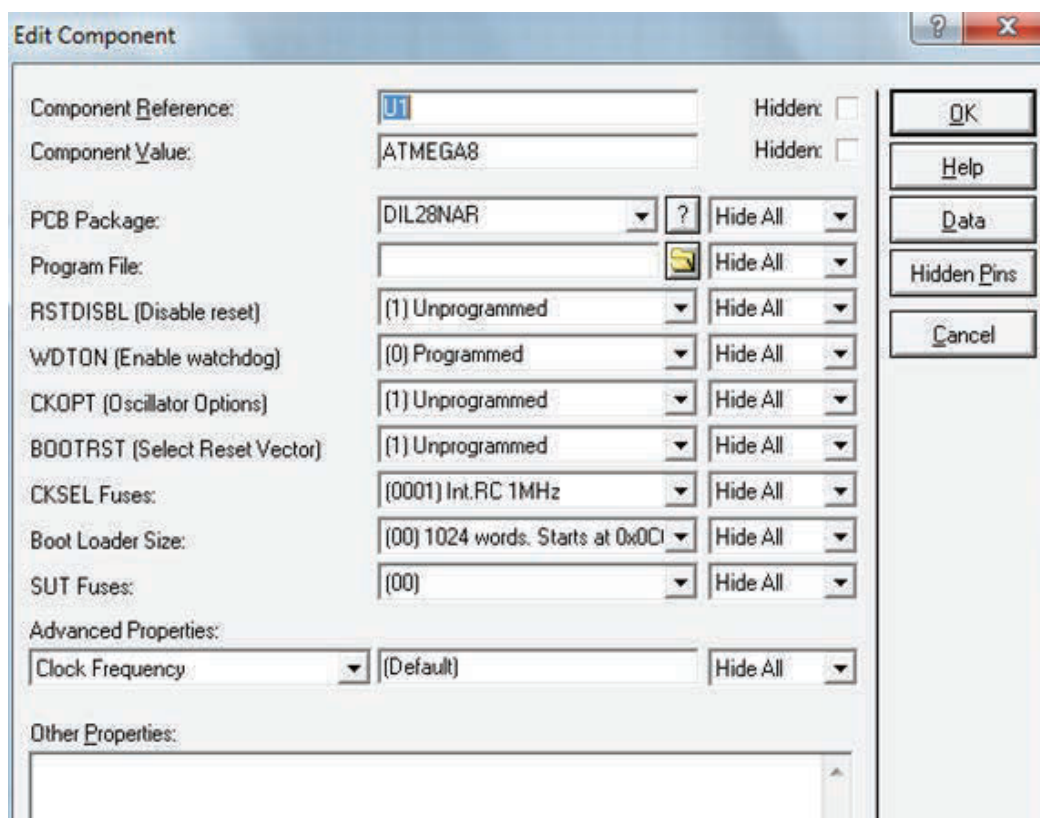 Edit Component
Component Reference: U1 Hidden:
Component Value: ATMEGA8 Hidden:
PCB Package: DIL28NAR ? Hide All
Program File: Hide All
RSTDISBL (Disable reset) (1) Unprogrammed Hide All
WDTON (Enable watchdog) (0) Programmed Hide All
CKOPT (Oscillator Options) (1) Unprogrammed Hide All
BOOTRST (Select Reset Vector) (1) Unprogrammed Hide All
CKSEL Fuses: (0001) Int.RC 1MHz Hide All
Boot Loader Size: (00) 1024 words. Starts at Hide All
SUT Fuses: (00) Hide All
Advanced Properties:
Clock Frequency (Default) Hide All
Other Properties:
OK
Help
Data
Hidden Pins
Cancel